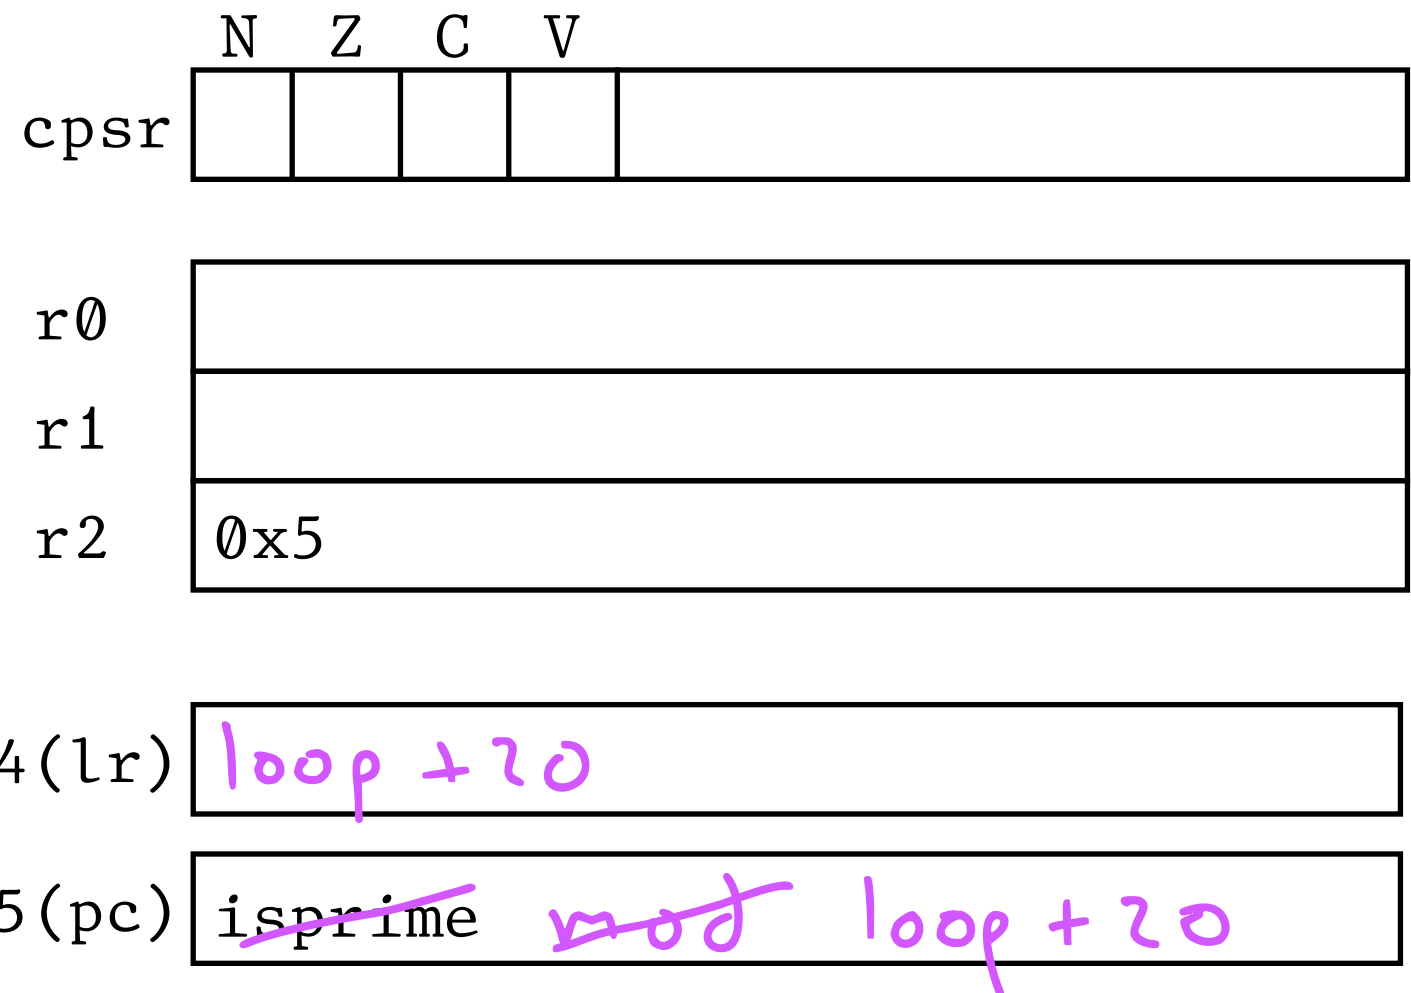 N Z C V
cpsr
r0
r1
r2 0x5
4(lr) loop + 20
5(pc) isprime mod loop + 20